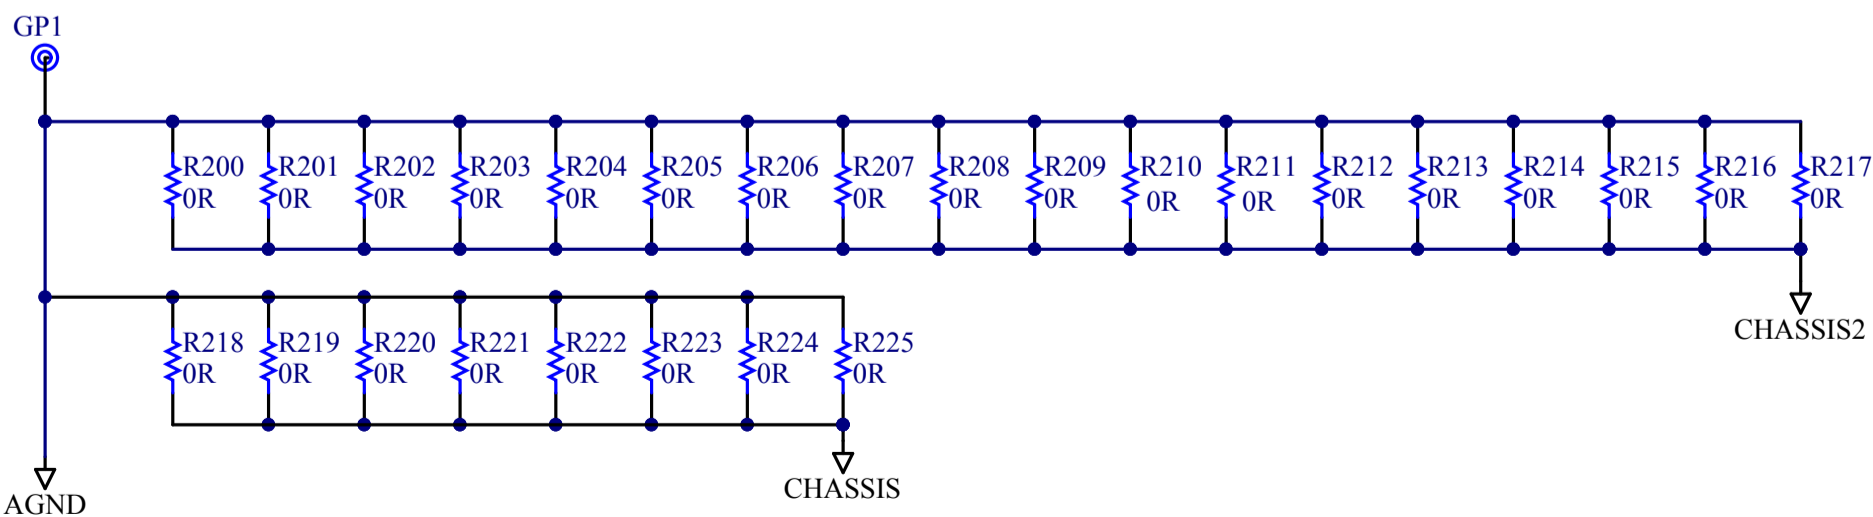 GP1
R200 R201 R202 R203 R204 R205 R206 R207 R208 R209 R210 R211 R212 R213 R214 R215 R216 R217
0R 0R 0R 0R 0R 0R 0R 0R 0R 0R 0R 0R 0R 0R 0R 0R 0R 0R
CHASSIS2
R218 R219 R220 R221 R222 R223 R224 R225
0R 0R 0R 0R 0R 0R 0R 0R
CHASSIS
AGND